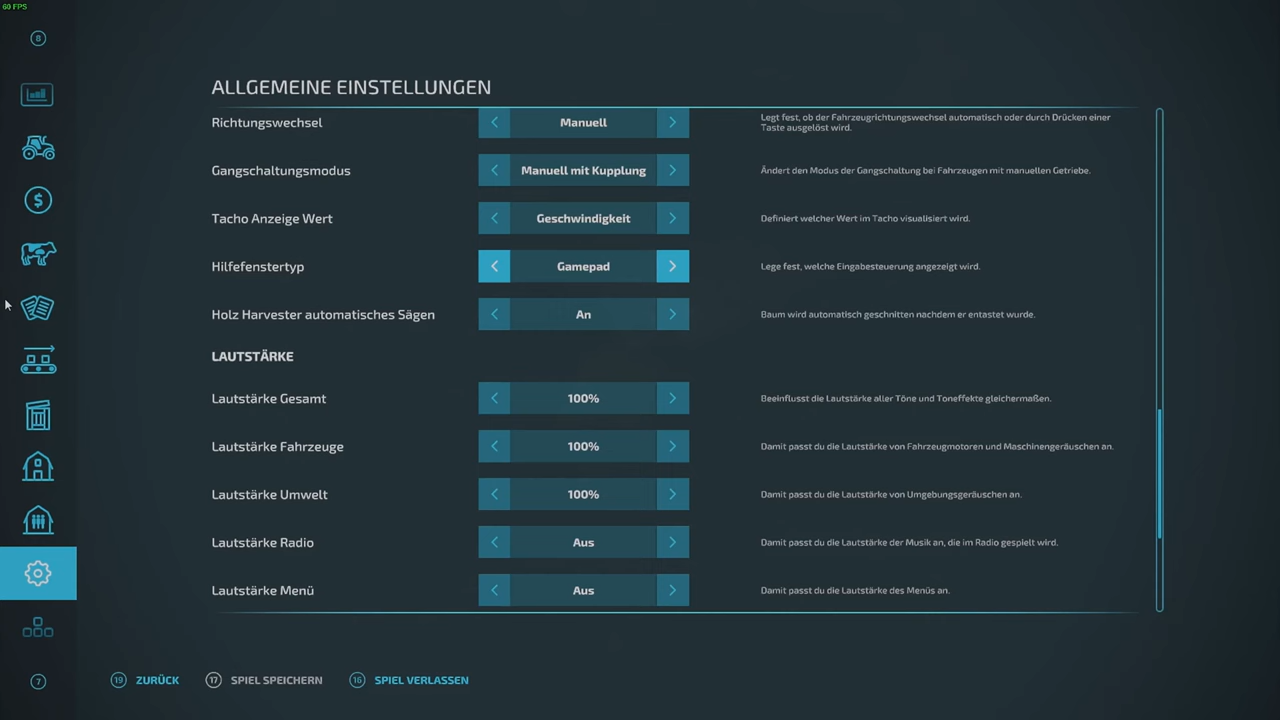 60 FPS
8
ALLGEMEINE EINSTELLUNGEN
Richtungswechsel
Manuell
Legt fest, ob der Fahrzeugrichtungswechsel automatisch oder durch Drücken einer
Taste ausgelöst wird.
Gangschaltungsmodus
Manuell mit Kupplung
Ändert den Modus der Gangschaltung bei Fahrzeugen mit manuellen Getriebe.
Tacho Anzeige Wert
Geschwindigkeit
Definiert welcher Wert im Tacho visualisiert wird.
Hilfefenstertyp
Gamepad
Lege fest, welche Eingabesteuerung angezeigt wird.
Holz Harvester automatisches Sägen
An
Baum wird automatisch geschnitten nachdem er entastet wurde.
LAUTSTÄRKE
Lautstärke Gesamt
100%
Beeinflusst die Lautstärke aller Töne und Toneffekte gleichermaßen.
Lautstärke Fahrzeuge
100%
Damit passt du die Lautstärke von Fahrzeugmotoren und Maschinengeräuschen an.
Lautstärke Umwelt
100%
Damit passt du die Lautstärke von Umgebungsgeräuschen an.
Lautstärke Radio
Aus
Damit passt du die Lautstärke der Musik an, die im Radio gespielt wird.
Lautstärke Menü
Aus
Damit passt du die Lautstärke des Menüs an.
7
19 ZURÜCK
17 SPIEL SPEICHERN
16 SPIEL VERLASSEN